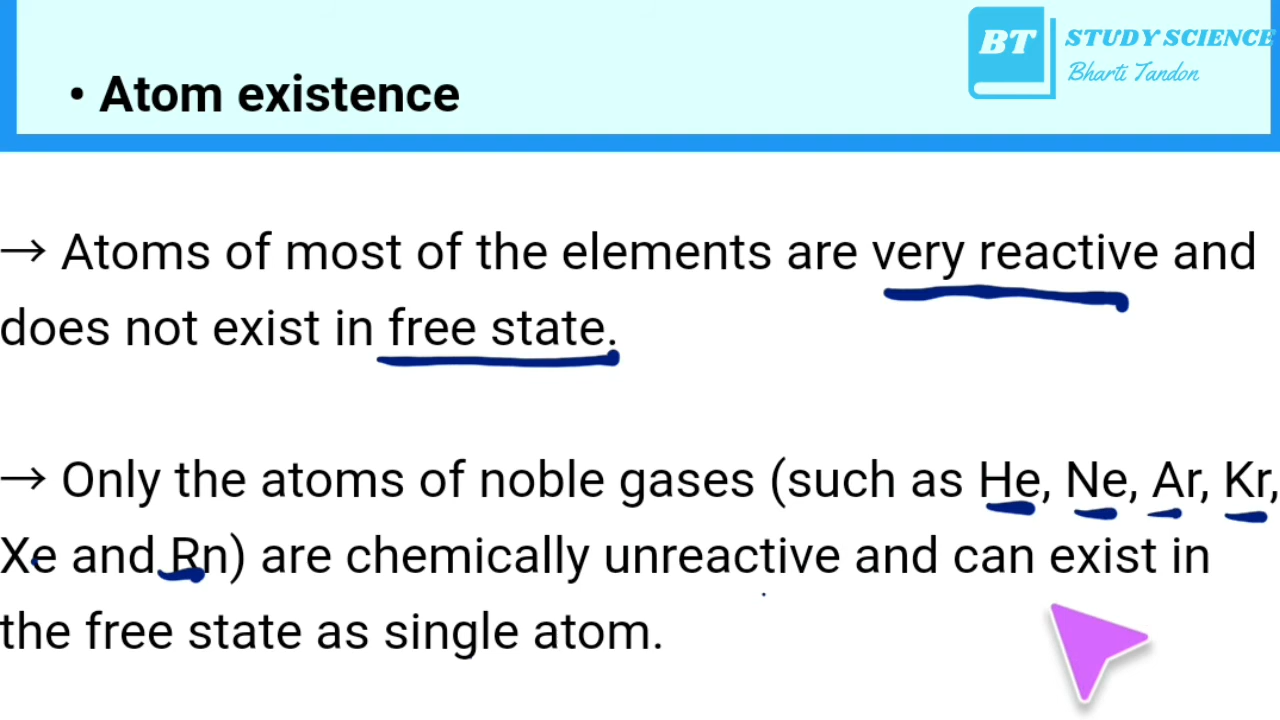 • Atom existence
BT
STUDY SCIENCE
Bharti Tandon
→ Atoms of most of the elements are very reactive and
does not exist in free state.
→ Only the atoms of noble gases (such as He, Ne, Ar, Kr,
Xe and Rn) are chemically unreactive and can exist in
the free state as single atom.